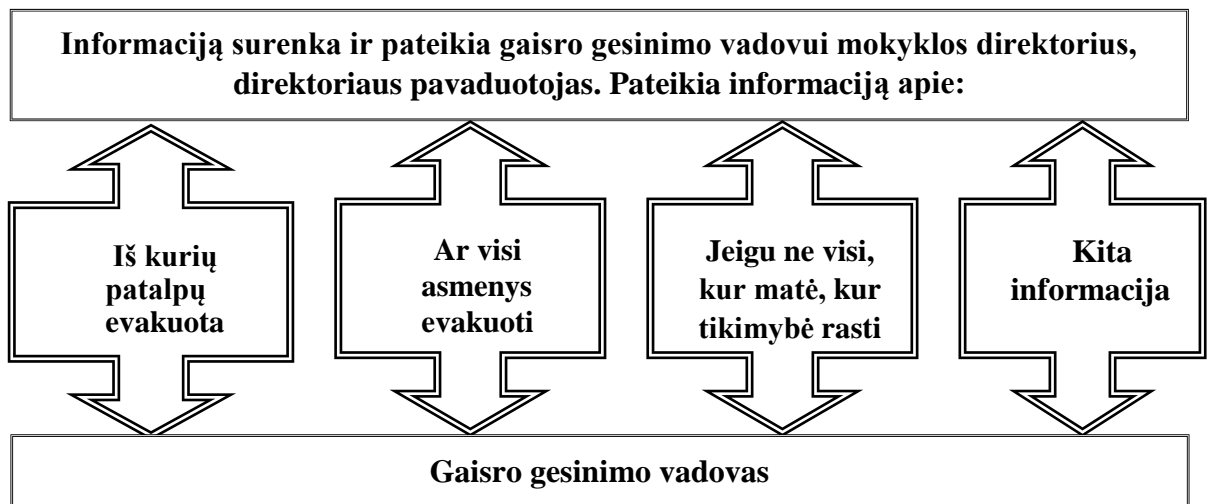 Informaciją surenka ir pateikia gaisro gesinimo vadovui mokyklos direktorius,
direktoriaus pavaduotojas. Pateikia informaciją apie:
Iš kurių
patalpų
evakuota
Ar visi
asmenys
evakuoti
Jeigu ne visi,
kur matė, kur
tikimybė rasti
Kita
informacija
Gaisro gesinimo vadovas